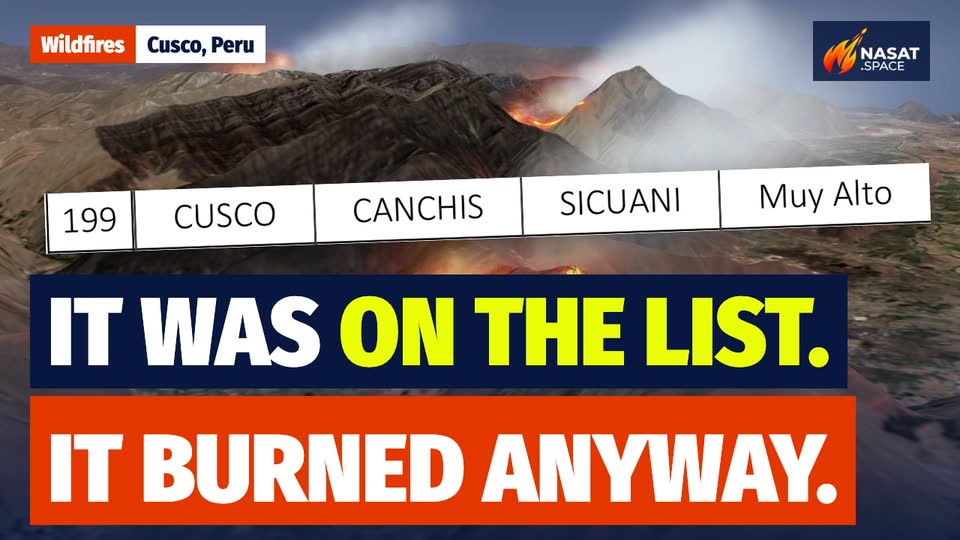 Wildfires Cusco, Peru
NASAT
.SPACE
199 CUSCO CANCHIS SICUANI Muy Alto
IT WAS ON THE LIST.
IT BURNED ANYWAY.